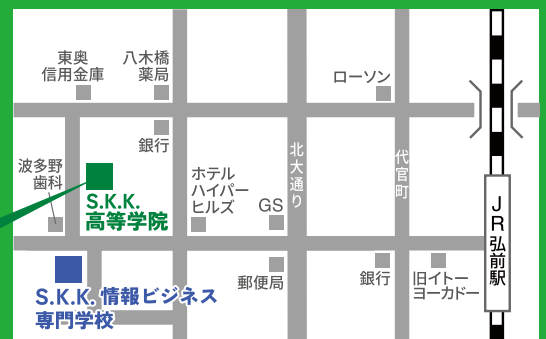 東奥
信用金庫
八木橋
薬局
ローソン
銀行
波多野
歯科
S.K.K.
高等学院
ホテル
ハイパー
ヒルズ
GS
北大通り
代官町
JR弘前駅
S.K.K. 情報ビジネス
専門学校
郵便局
銀行
旧イトー
ヨーカドー